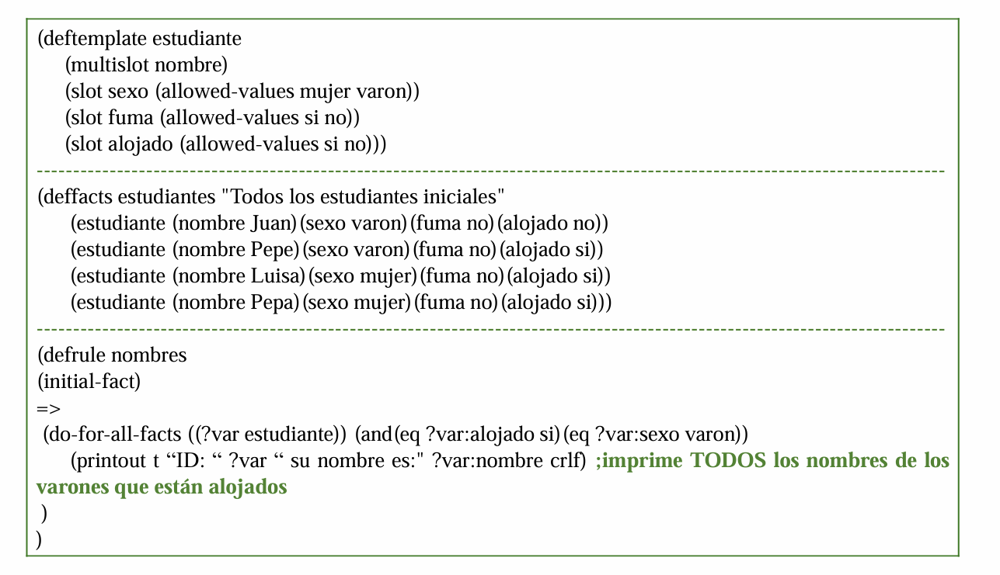 (deftemplate estudiante
(multislot nombre)
(slot sexo (allowed-values mujer varon))
(slot fuma (allowed-values si no))
(slot alojado (allowed-values si no)))
(deffacts estudiantes "Todos los estudiantes iniciales"
(estudiante (nombre Juan)(sexo varon)(fuma no)(alojado no))
(estudiante (nombre Pepe)(sexo varon)(fuma no)(alojado si))
(estudiante (nombre Luisa)(sexo mujer)(fuma no)(alojado si))
(estudiante (nombre Pepa)(sexo mujer)(fuma no)(alojado si)))
(defrule nombres
(initial-fact)
=>
(do-for-all-facts ((?var estudiante)) (and(eq ?var:alojado si)(eq ?var:sexo varon))
(printout t “ID: “ ?var “ su nombre es:" ?var:nombre crlf) ;imprime TODOS los nombres de los
varones que están alojados
)
)